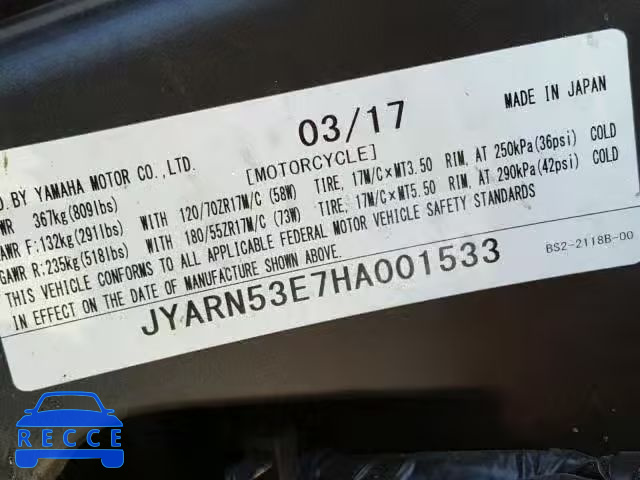 03/17
MADE IN JAPAN
D.BY YAMAHA MOTOR CO.,LTD.
[MOTORCYCLE]
WR 367kg(809lbs)
AWR F:132kg(291lbs) WITH 120/70ZR17M/C (58W) TIRE, 17M/C×MT3.50 RIM, AT 250kPa(36psi) COLD
GAWR R:235kg(518lbs) WITH 180/55ZR17M/C (73W) TIRE, 17M/C×MT5.50 RIM, AT 290kPa(42psi) COLD
THIS VEHICLE CONFORMS TO ALL APPLICABLE FEDERAL MOTOR VEHICLE SAFETY STANDARDS
IN EFFECT ON THE DATE OF MANUFACTURE SHOWN ABOVE.
BS2-2118B-00
JYARN53E7HA001533
RECCE